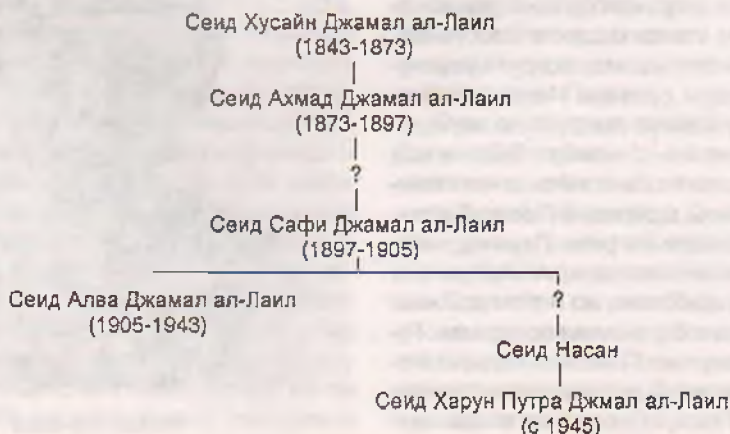 Сеид Хусайн Джамал ал-Лаил
(1843-1873)
Сеид Ахмад Джамал ал-Лаил
(1873-1897)
?
Сеид Сафи Джамал ал-Лаил
(1897-1905)
Сеид Алва Джамал ал-Лаил
(1905-1943)
?
Сеид Насан
Сеид Харун Путра Джмал ал-Лаил
(с 1945)